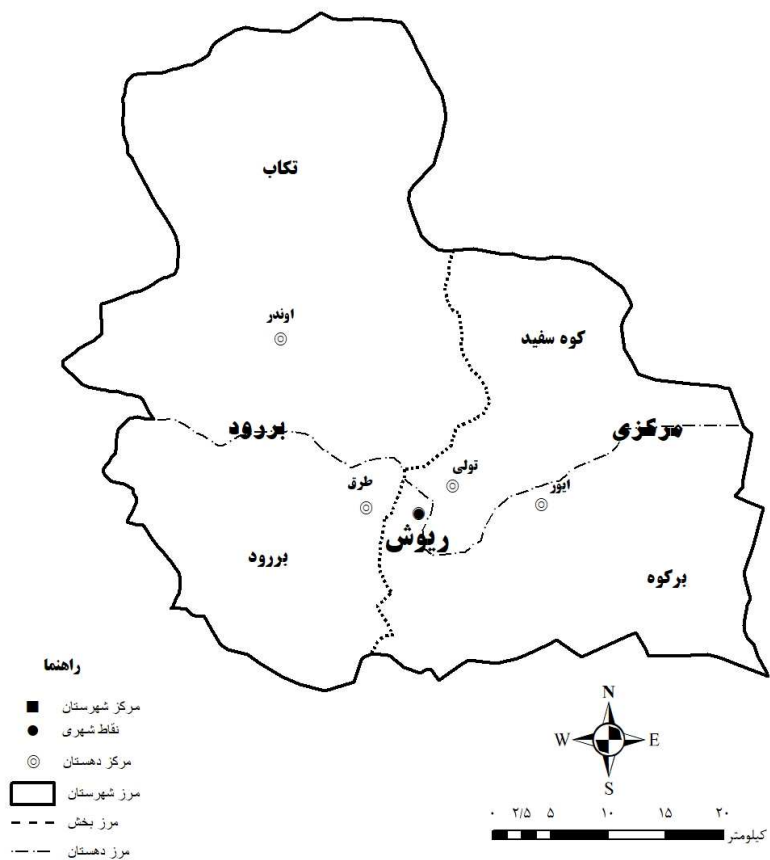 تکاب
اوندر
کوه سفید
بررود
مرکزی
تولی
طرق
ایور
ریوش
بررود
برکوه
راهنما
مرکز شهرستان
نقاط شهری
مرکز دهستان
مرز شهرستان
مرز بخش
مرز دهستان
N
W E
S
۰ ۲/۵ ۵ ۱۰ ۱۵ ۲۰
کیلومتر